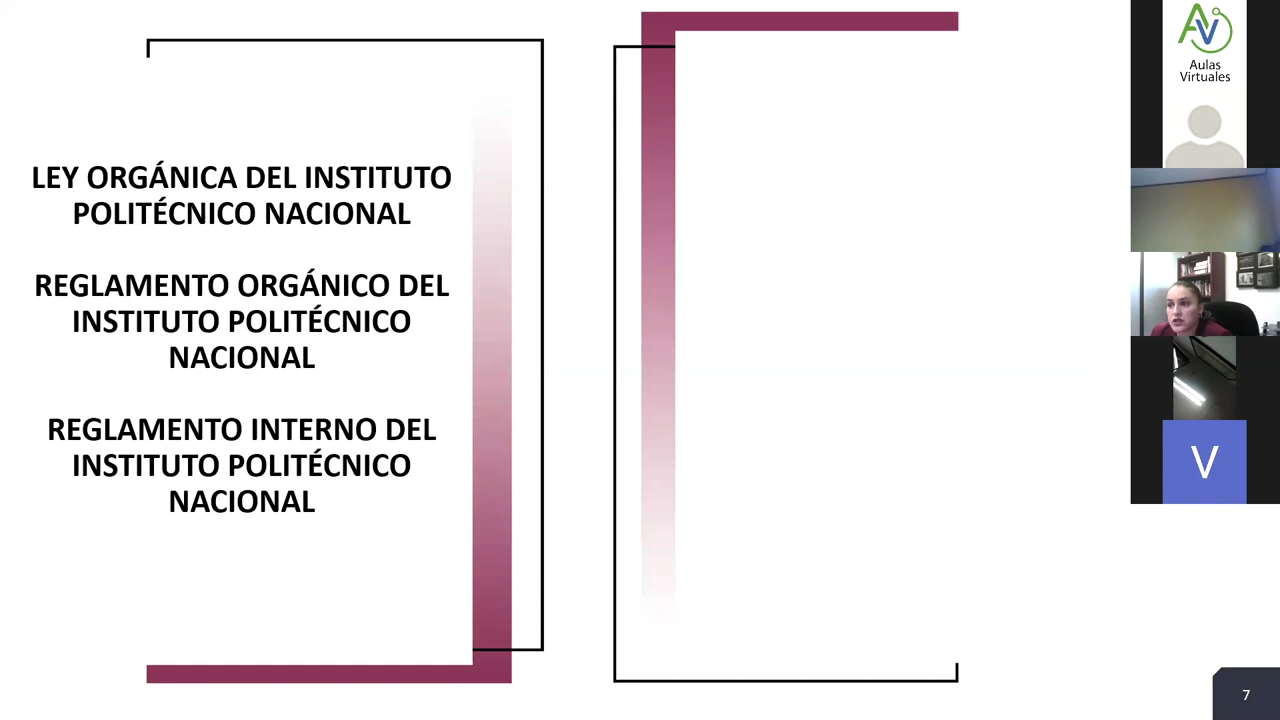 LEY ORGÁNICA DEL INSTITUTO
POLITÉCNICO NACIONAL
REGLAMENTO ORGÁNICO DEL
INSTITUTO POLITÉCNICO
NACIONAL
REGLAMENTO INTERNO DEL
INSTITUTO POLITÉCNICO
NACIONAL
AV
Aulas
Virtuales
V
7